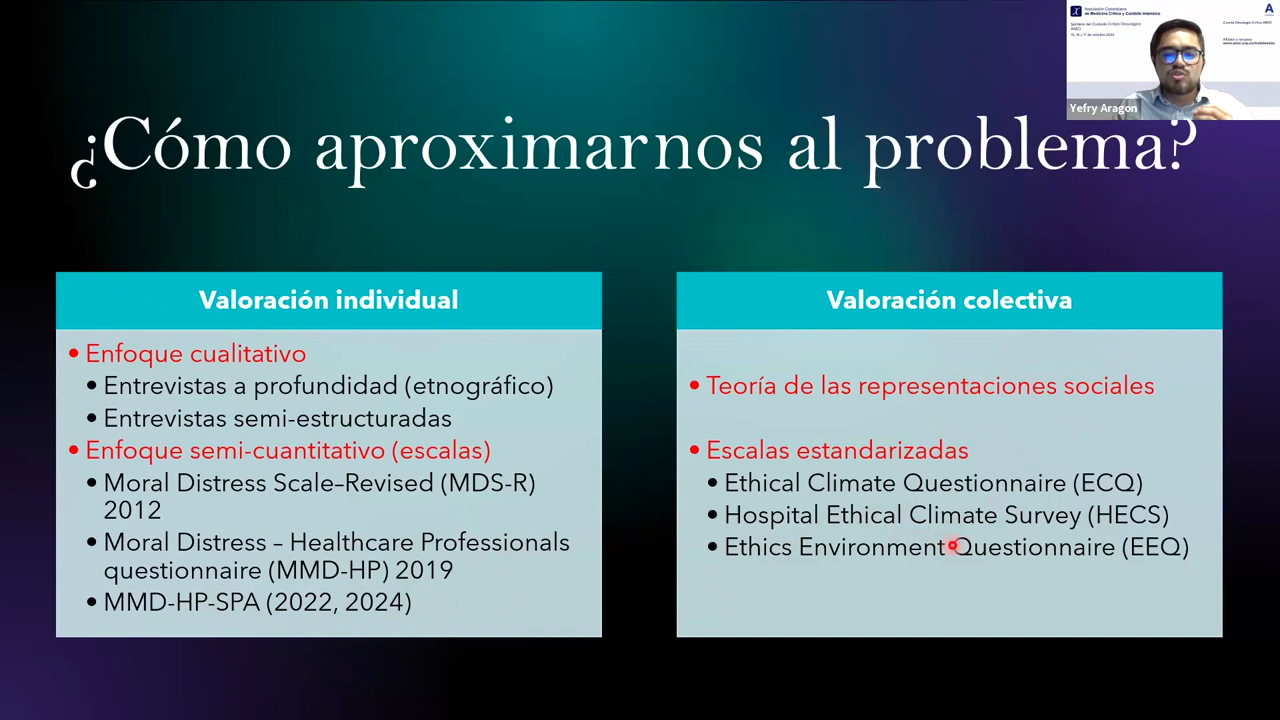 Asociación Colombiana
de Medicina Crítica y Cuidado Intensivo
Yefry Aragon
¿Cómo aproximarnos al problema?
Valoración individual
• Enfoque cualitativo
• Entrevistas a profundidad (etnográfico)
• Entrevistas semi-estructuradas
• Enfoque semi-cuantitativo (escalas)
• Moral Distress Scale–Revised (MDS-R)
2012
• Moral Distress – Healthcare Professionals
questionnaire (MMD-HP) 2019
• MMD-HP-SPA (2022, 2024)
Valoración colectiva
• Teoría de las representaciones sociales
• Escalas estandarizadas
• Ethical Climate Questionnaire (ECQ)
• Hospital Ethical Climate Survey (HECS)
• Ethics Environment Questionnaire (EEQ)